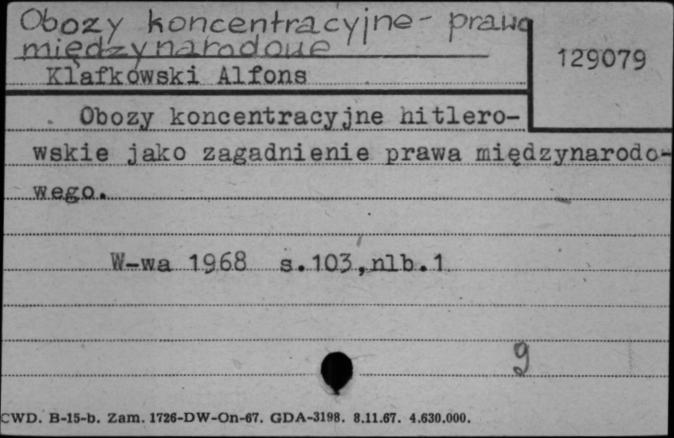 Obozy koncentracyjne - prawo
międzynarodowe
129079
Klafkowski Alfons
Obozy koncentracyjne hitlero-
wskie jako zagadnienie prawa międzynarodo-
wego.
W-wa 1968 s.103,nlb.1
9
CWD. B-15-b. Zam. 1726-DW-On-67. GDA-3198. 8.11.67. 4.630.000.